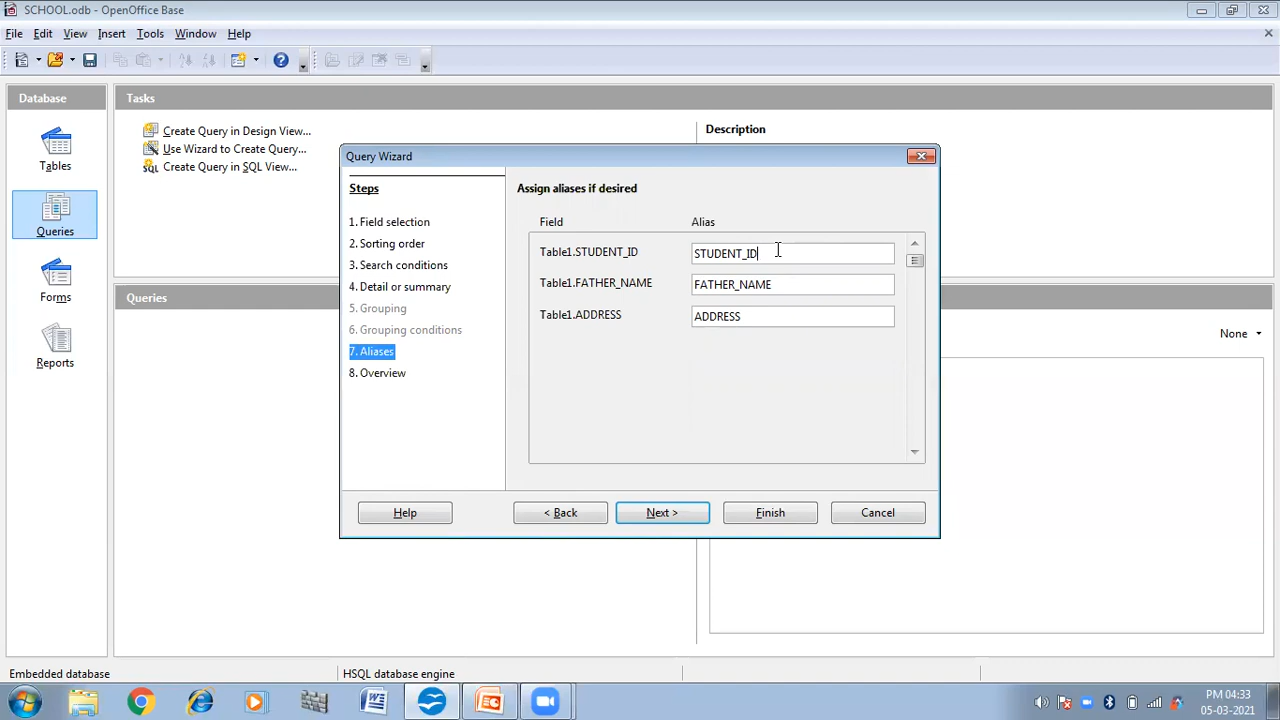 SCHOOL.odb - OpenOffice Base
File Edit View Insert Tools Window Help
Database
Tasks
Tables
Queries
Forms
Reports
Create Query in Design View...
Use Wizard to Create Query...
Create Query in SQL View...
Description
Queries
None
Query Wizard
Steps
1. Field selection
2. Sorting order
3. Search conditions
4. Detail or summary
5. Grouping
6. Grouping conditions
7. Aliases
8. Overview
Assign aliases if desired
Field Alias
Table1.STUDENT_ID STUDENT_ID
Table1.FATHER_NAME FATHER_NAME
Table1.ADDRESS ADDRESS
Help < Back Next > Finish Cancel
Embedded database HSQL database engine
PM 04:33
05-03-2021